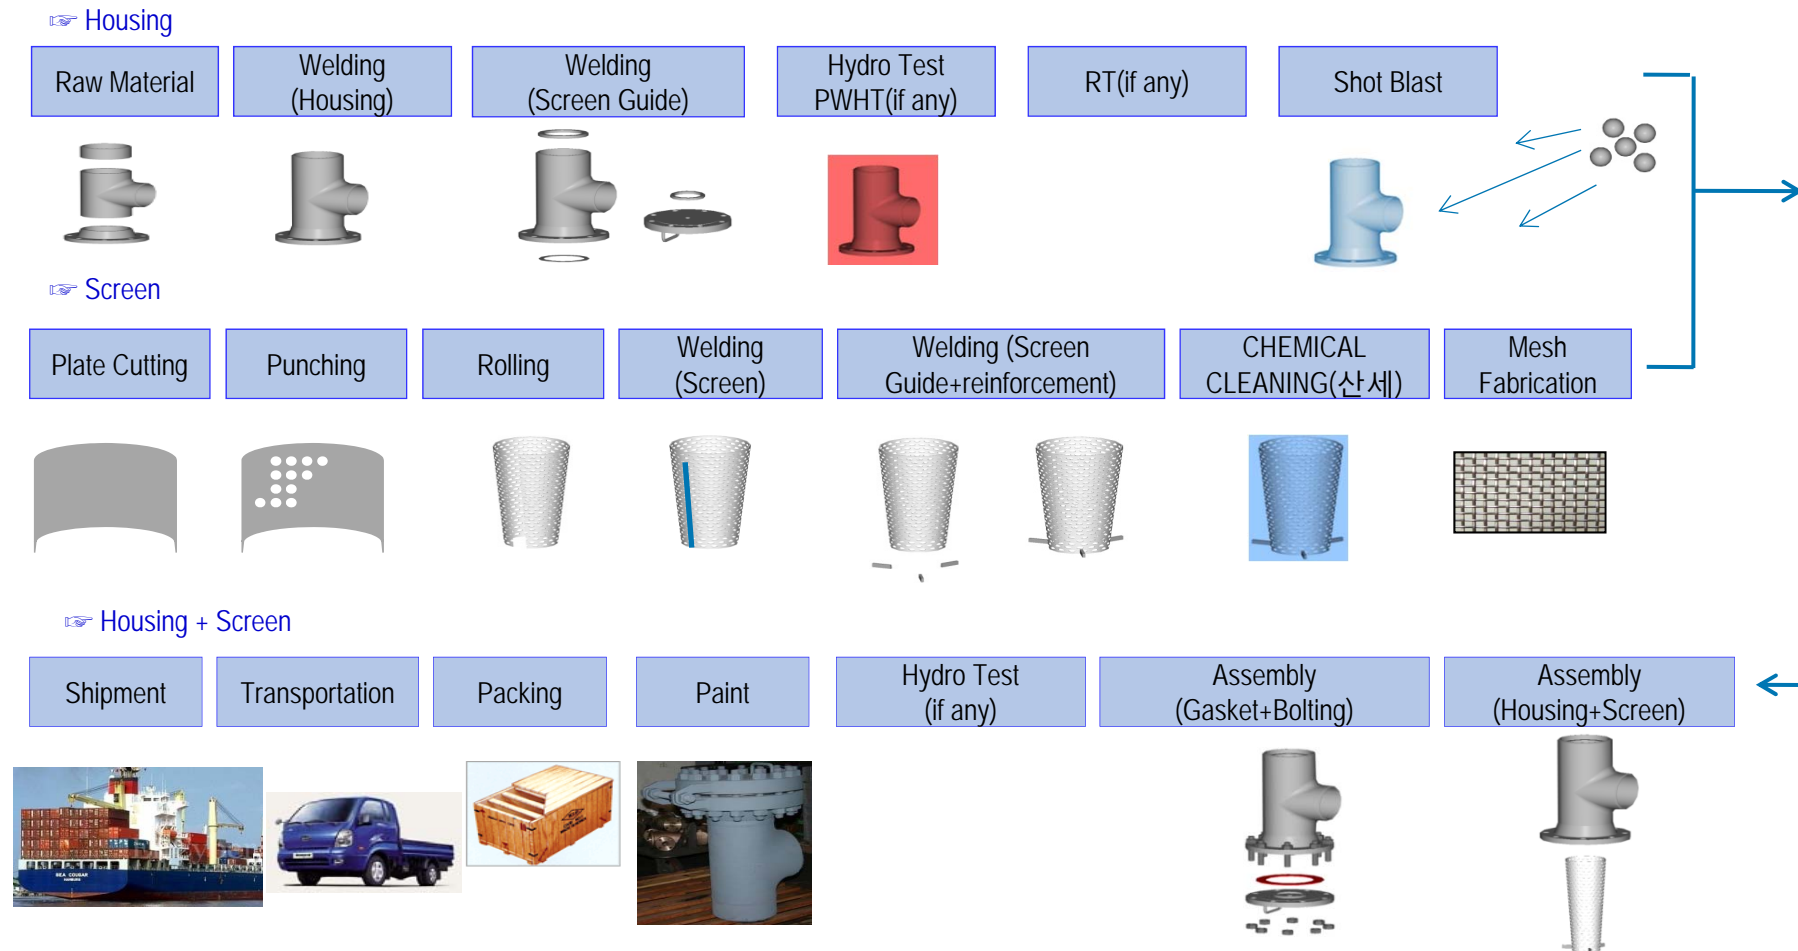 ☞ Housing
Raw Material
Welding
(Housing)
Welding
(Screen Guide)
Hydro Test
PWHT(if any)
RT(if any)
Shot Blast
☞ Screen
Plate Cutting
Punching
Rolling
Welding
(Screen)
Welding (Screen
Guide+reinforcement)
CHEMICAL
CLEANING(산세)
Mesh
Fabrication
☞ Housing + Screen
Shipment
Transportation
Packing
Paint
Hydro Test
(if any)
Assembly
(Gasket+Bolting)
Assembly
(Housing+Screen)
SEA COUGAR